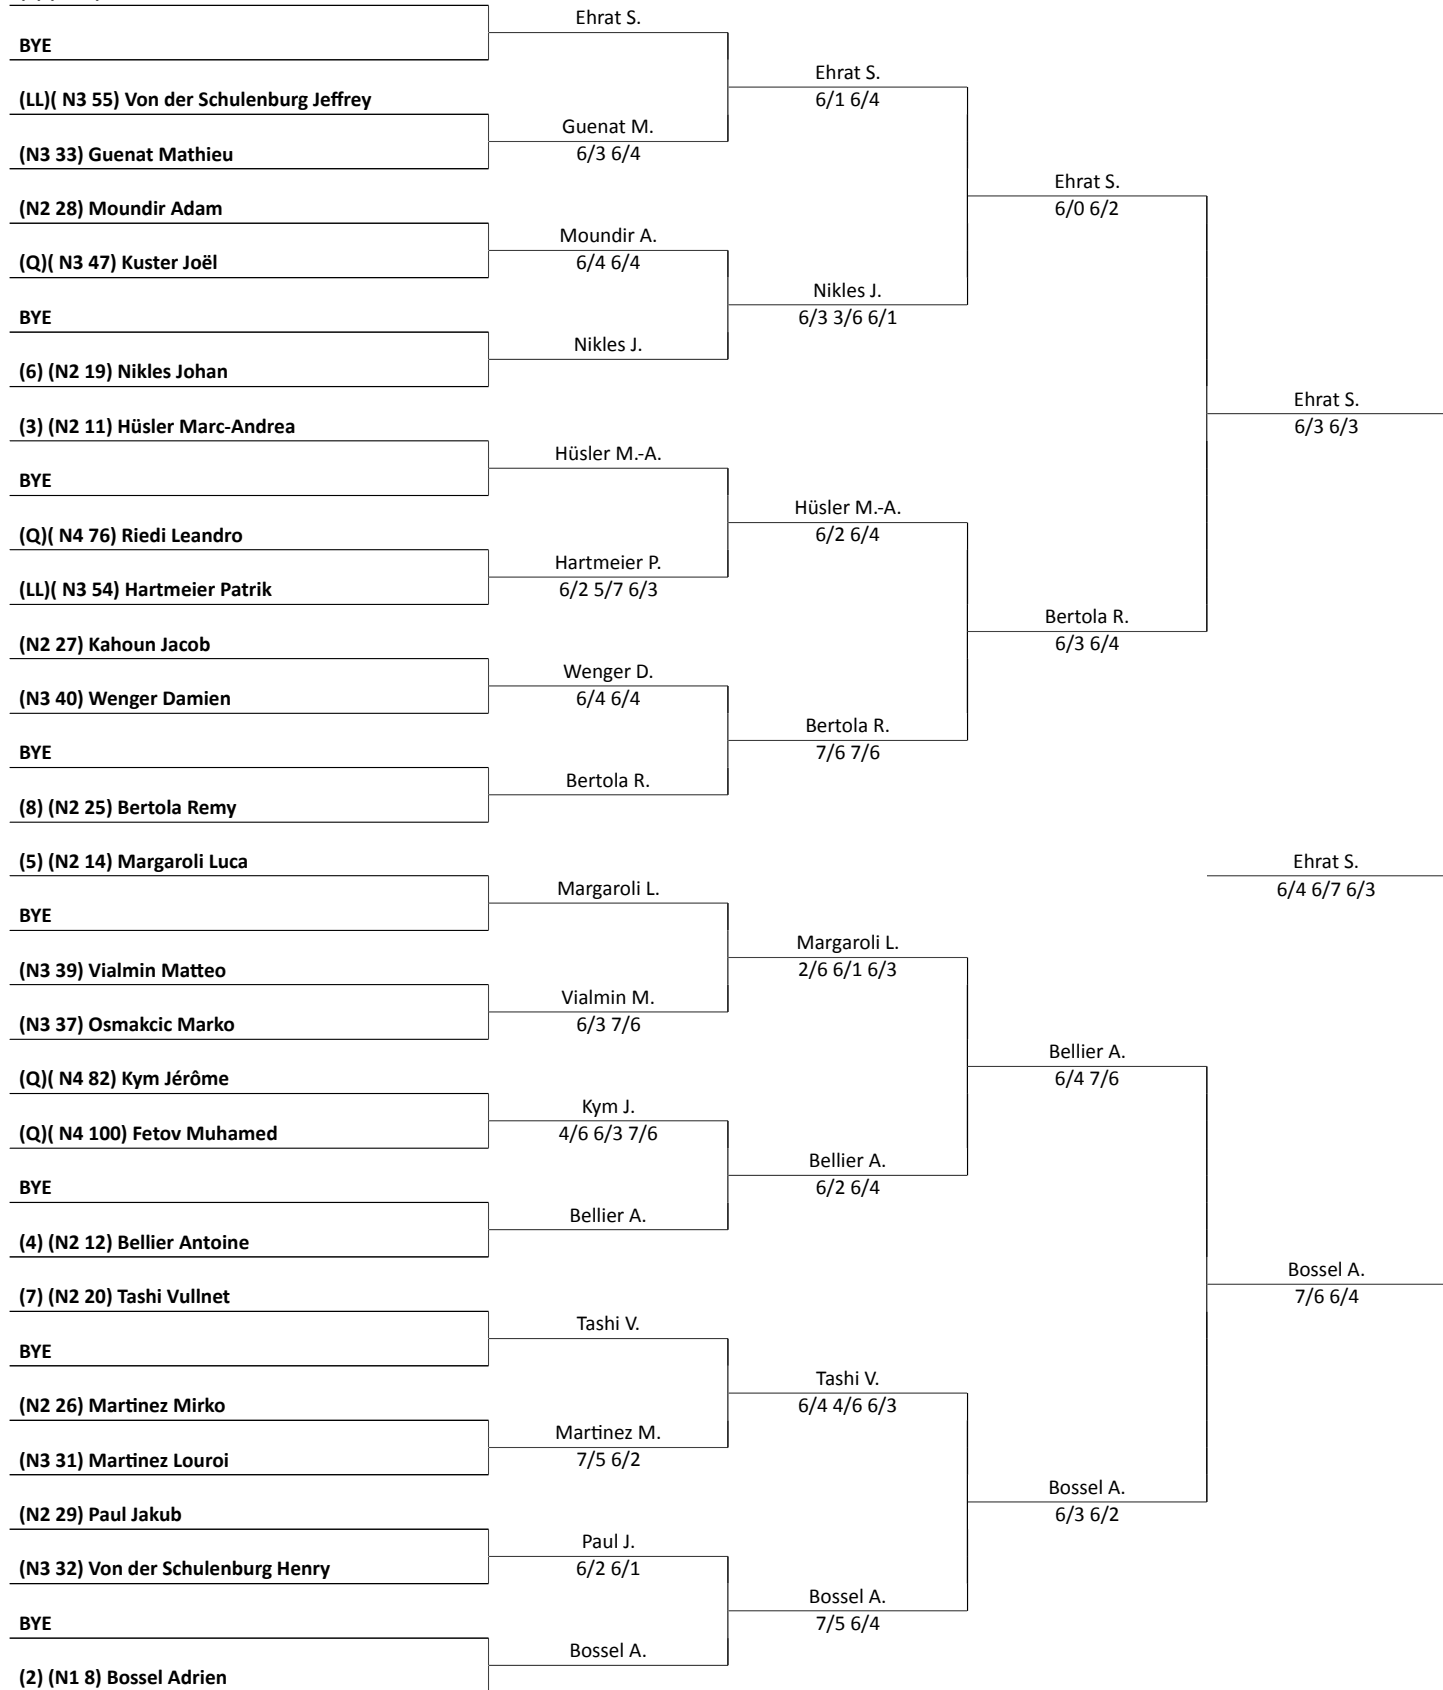 Ehrat S.
BYE
Ehrat S.
(LL)( N3 55) Von der Schulenburg Jeffrey
6/1 6/4
Guenat M.
(N3 33) Guenat Mathieu
6/3 6/4
Ehrat S.
(N2 28) Moundir Adam
6/0 6/2
Moundir A.
(Q)( N3 47) Kuster Joël
6/4 6/4
Nikles J.
BYE
6/3 3/6 6/1
Nikles J.
(6) (N2 19) Nikles Johan
Ehrat S.
(3) (N2 11) Hüsler Marc-Andrea
6/3 6/3
Hüsler M.-A.
BYE
Hüsler M.-A.
(Q)( N4 76) Riedi Leandro
6/2 6/4
Hartmeier P.
(LL)( N3 54) Hartmeier Patrik
6/2 5/7 6/3
Bertola R.
(N2 27) Kahoun Jacob
6/3 6/4
Wenger D.
(N3 40) Wenger Damien
6/4 6/4
Bertola R.
BYE
7/6 7/6
Bertola R.
(8) (N2 25) Bertola Remy
(5) (N2 14) Margaroli Luca
Ehrat S.
6/4 6/7 6/3
Margaroli L.
BYE
Margaroli L.
(N3 39) Vialmin Matteo
2/6 6/1 6/3
Vialmin M.
(N3 37) Osmakcic Marko
6/3 7/6
Bellier A.
(Q)( N4 82) Kym Jérôme
6/4 7/6
Kym J.
(Q)( N4 100) Fetov Muhamed
4/6 6/3 7/6
Bellier A.
BYE
6/2 6/4
Bellier A.
(4) (N2 12) Bellier Antoine
Bossel A.
(7) (N2 20) Tashi Vullnet
7/6 6/4
Tashi V.
BYE
Tashi V.
(N2 26) Martinez Mirko
6/4 4/6 6/3
Martinez M.
(N3 31) Martinez Louroi
7/5 6/2
Bossel A.
(N2 29) Paul Jakub
6/3 6/2
Paul J.
(N3 32) Von der Schulenburg Henry
6/2 6/1
Bossel A.
BYE
7/5 6/4
Bossel A.
(2) (N1 8) Bossel Adrien